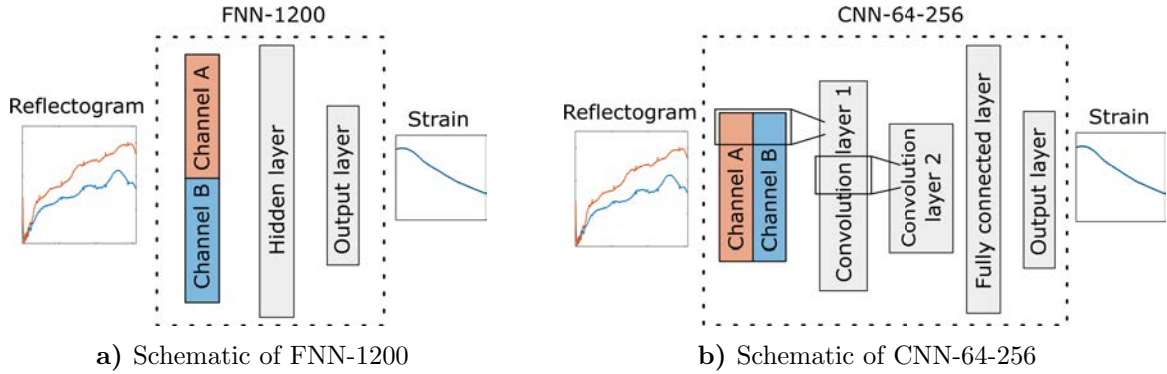 FNN-1200
Reflectogram
Channel A
Channel B
Hidden layer
Output layer
Strain
a) Schematic of FNN-1200
CNN-64-256
Reflectogram
Channel A
Channel B
Convolution layer 1
Convolution
layer 2
Fully connected layer
Output layer
Strain
b) Schematic of CNN-64-256